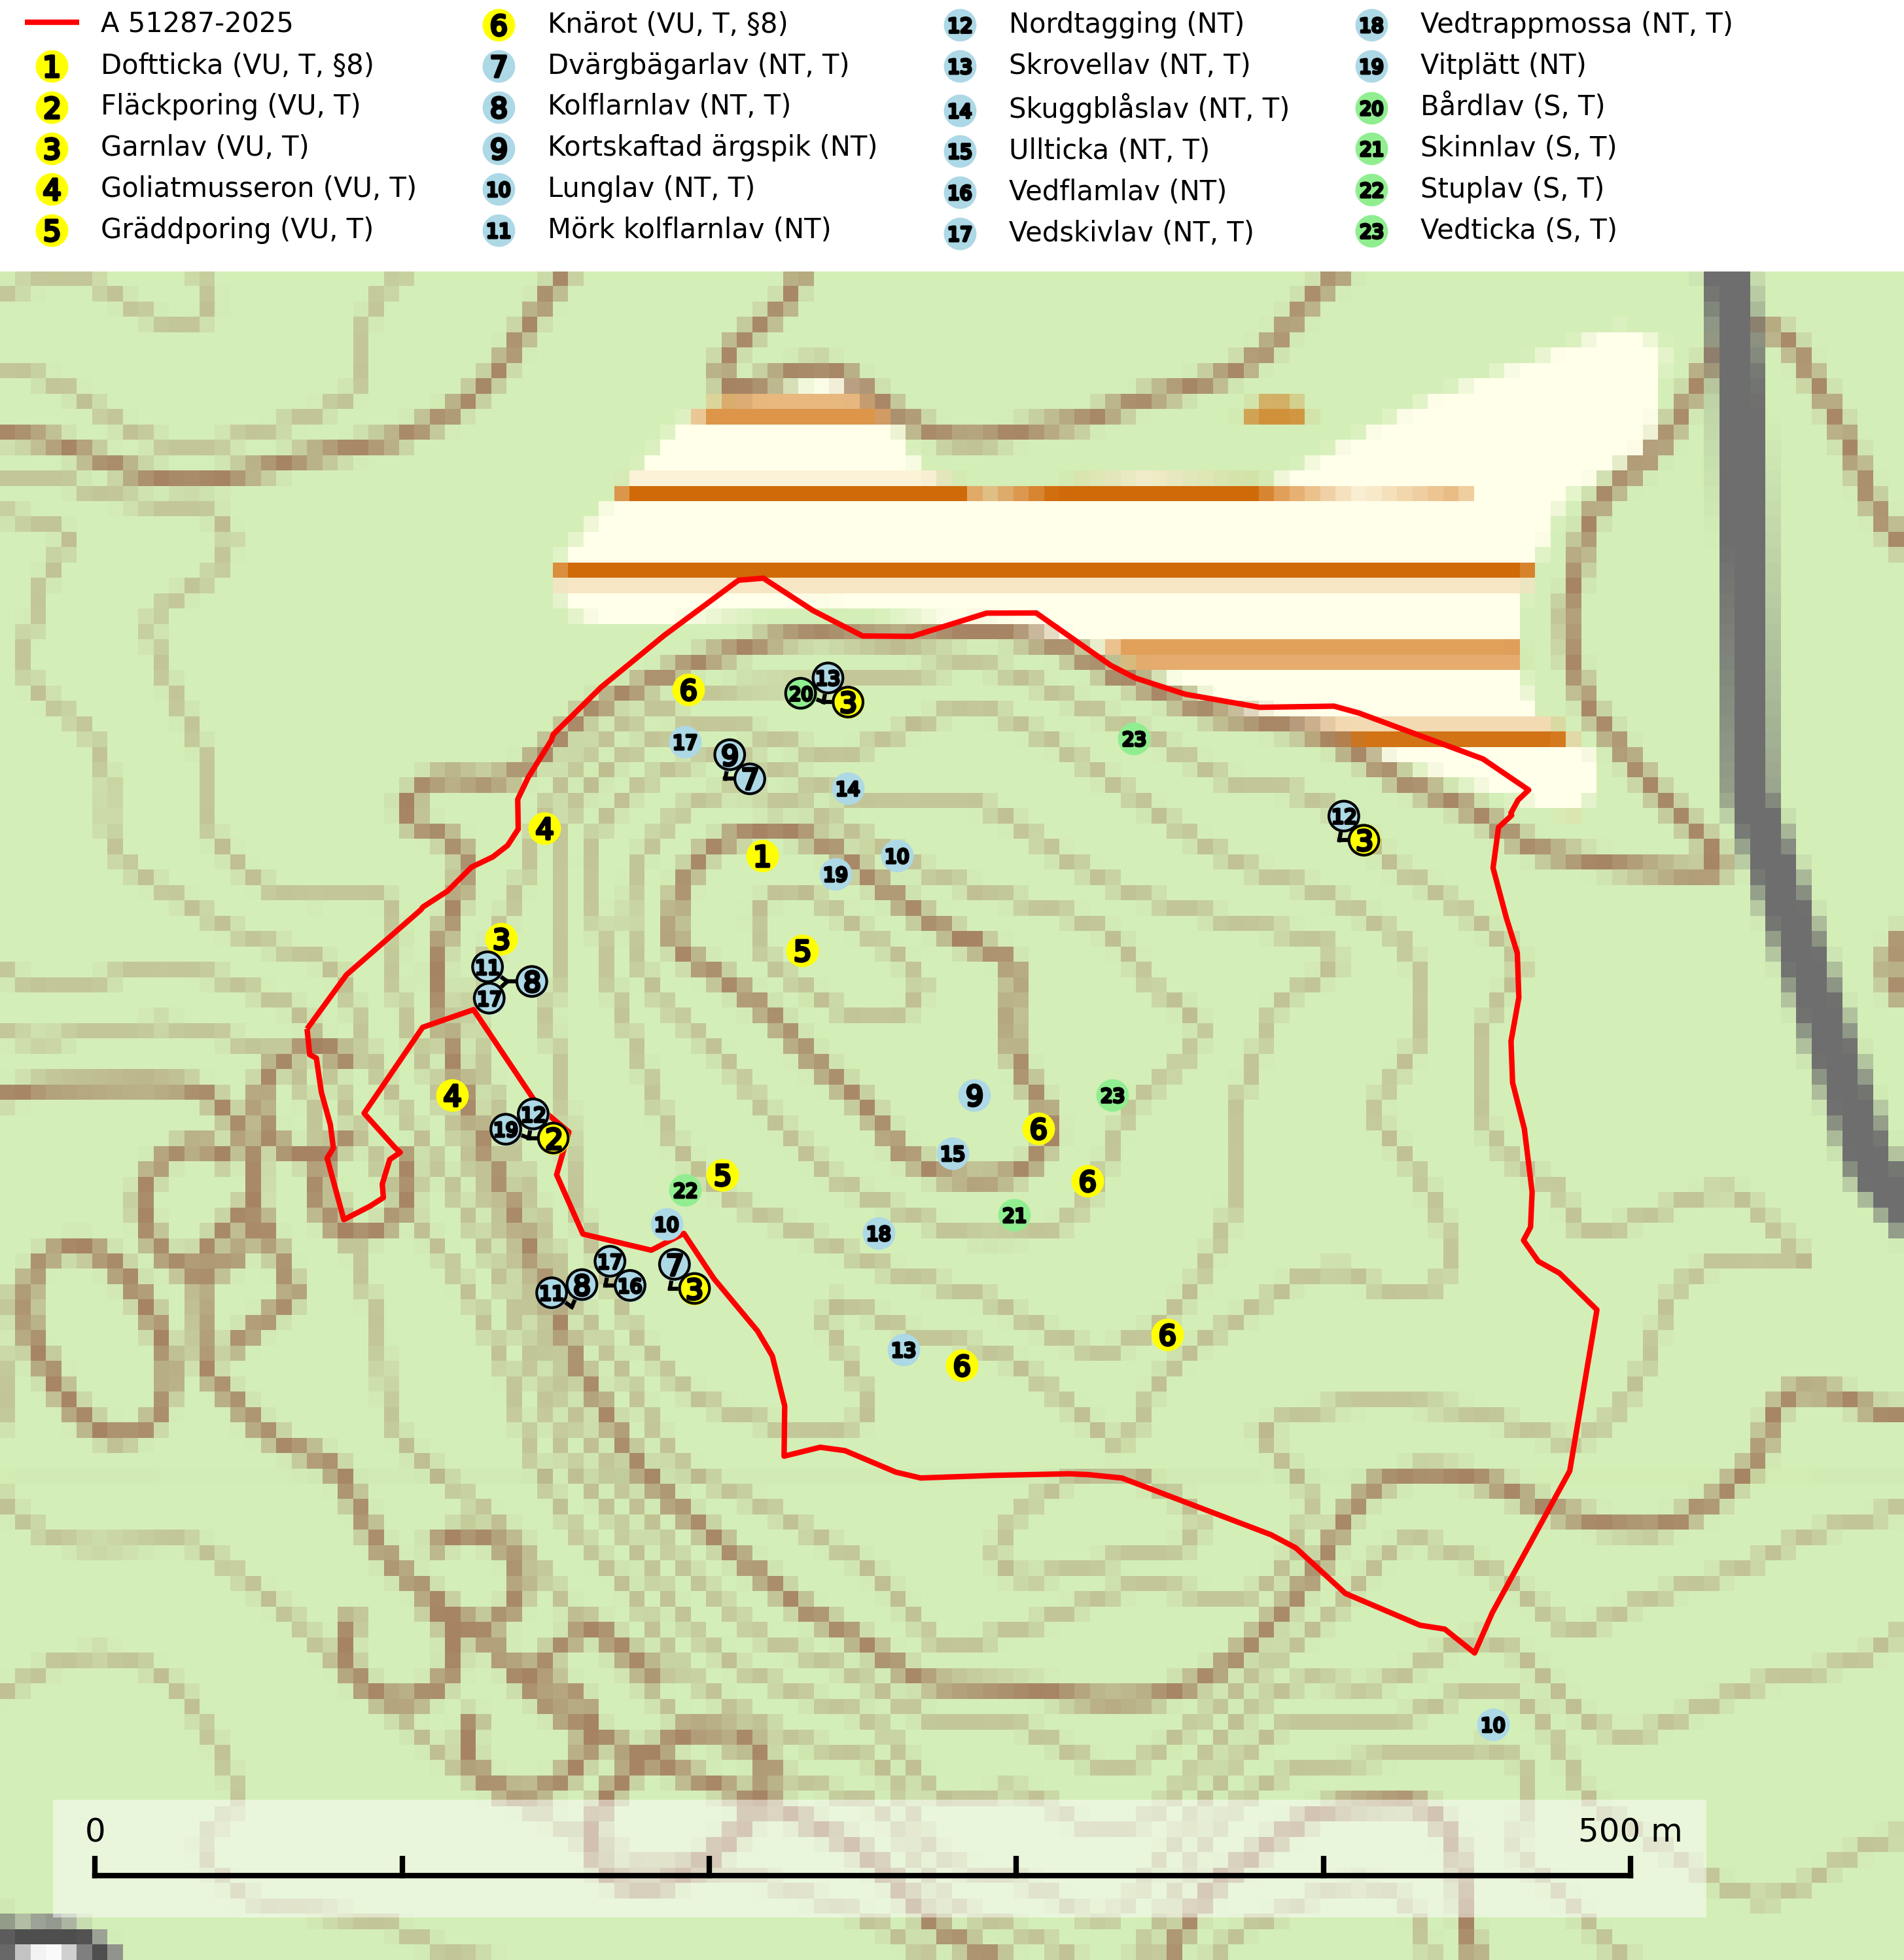 A 51287-2025
1 Doftticka (VU, T, §8)
2 Fläckporing (VU, T)
3 Garnlav (VU, T)
4 Goliatmusseron (VU, T)
5 Gräddporing (VU, T)
6 Knärot (VU, T, §8)
7 Dvärgbägarlav (NT, T)
8 Kolflarnlav (NT, T)
9 Kortskaftad ärgspik (NT)
10 Lunglav (NT, T)
11 Mörk kolflarnlav (NT)
12 Nordtagging (NT)
13 Skrovellav (NT, T)
14 Skuggblåslav (NT, T)
15 Ullticka (NT, T)
16 Vedflamlav (NT)
17 Vedskivlav (NT, T)
18 Vedtrappmossa (NT, T)
19 Vitplätt (NT)
20 Bårdlav (S, T)
21 Skinnlav (S, T)
22 Stuplav (S, T)
23 Vedticka (S, T)
13
6
20
3
17
23
9
7
14
12
4
3
1
10
19
3
5
11
8
17
4
9
23
12
19
2
6
15
5
6
22
21
10
18
17
7
11
8
16
3
6
13
6
10
0
500 m